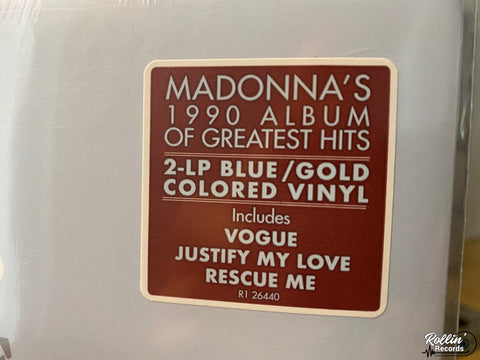 MADONNA'S
1990 ALBUM
OF GREATEST HITS
2-LP BLUE/GOLD
COLORED VINYL
Includes
VOGUE
JUSTIFY MY LOVE
RESCUE ME
R1 26440
Rollin'
Records